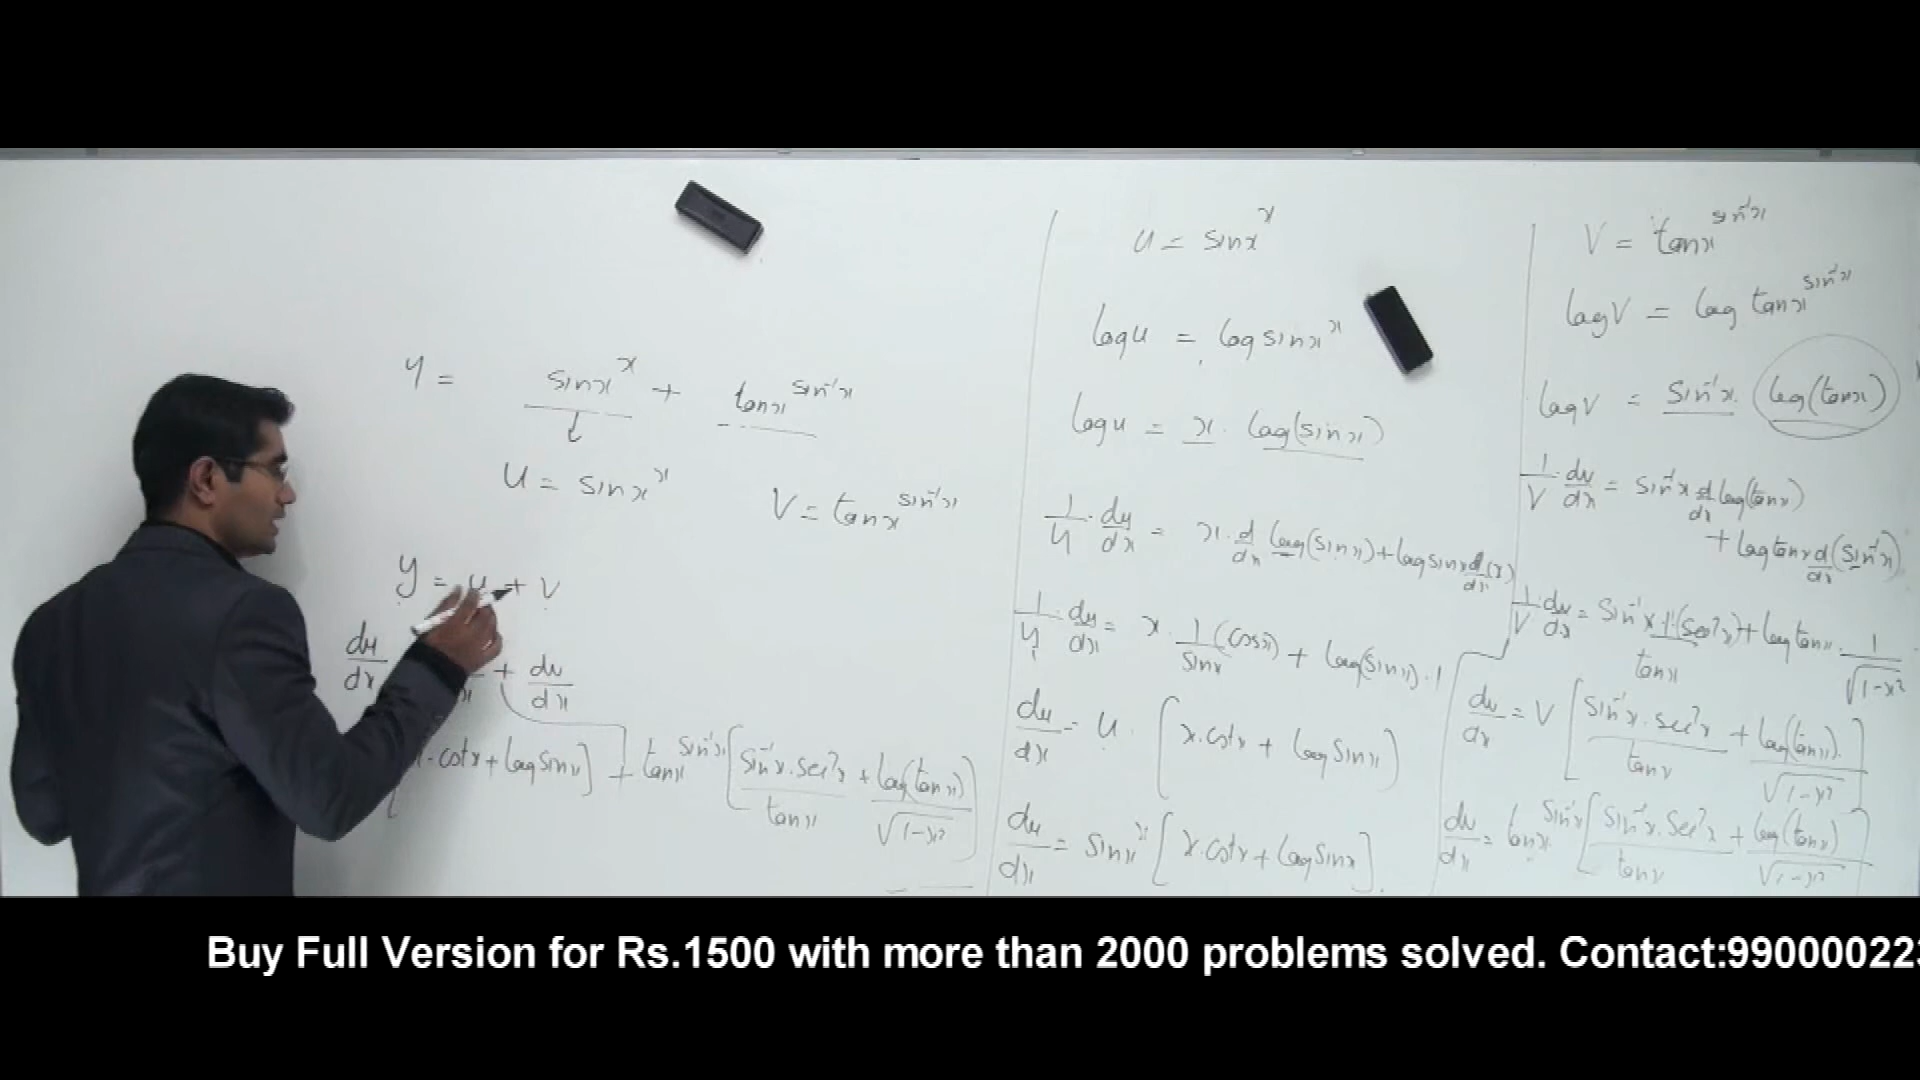 y = sinx^x + tanx^sin⁻¹x
u = sinx^x
V = tanx^sin⁻¹x
y = u + V
du/dx + dv/dx
x·cotx + log sinx] + tanx^sin⁻¹x [sin⁻¹x·sec²x/tanx + log(tanx)/√1-x²]
u = sinx^x
log u = log sinx^x
log u = x· log(sinx)
1/u · du/dx = x· d/dx log(sinx) + log sinx d/dx (x)
1/u · du/dx = x · 1/sinx (cosx) + log(sinx)·1
du/dx = u · [x·cotx + log sinx]
du/dx = sinx^x [x·cotx + log sinx].
V = tanx^sin⁻¹x
log V = log tanx^sin⁻¹x
log V = sin⁻¹x · log(tanx)
1/V · dv/dx = sin⁻¹x d/dx log(tanx)
+ log tanx d/dx (sin⁻¹x)
1/V · dv/dx = sin⁻¹x · 1/tanx (sec²x) + log tanx · 1/√1-x²
dv/dx = V [sin⁻¹x · sec²x/tanx + log(tanx)./√1-x²]
dv/dx = tanx^sin⁻¹x [sin⁻¹x · sec²x/tanx + log(tanx)/√1-x²]
Buy Full Version for Rs.1500 with more than 2000 problems solved. Contact:990000223